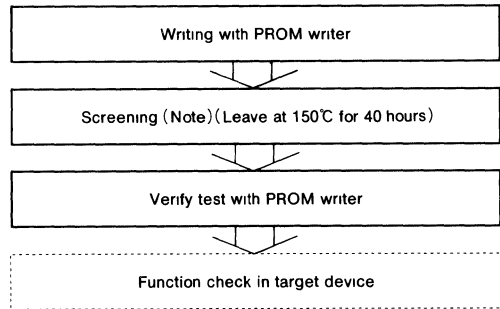 Writing with PROM writer
Screening (Note)(Leave at 150℃ for 40 hours)
Verify test with PROM writer
Function check in target device